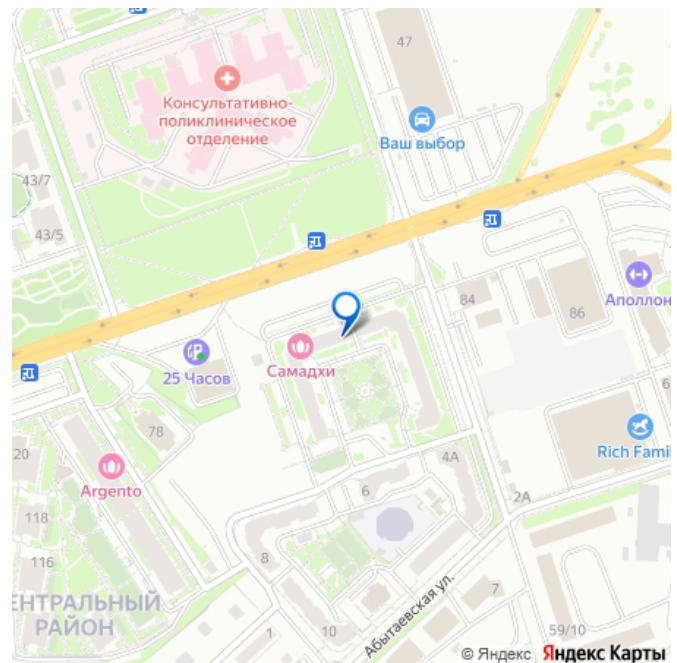 47
Консультативно-
поликлиническое
отделение
Ваш выбор
43/7
43/5
84
86
Аполлон
25 Часов
Самадхи
78
20
Argento
Rich Fami
6
4А
6
2А
118
116
8
ЕНТРАЛЬНЫЙ
РАЙОН
1
10
Абытаевская ул.
7
59/10
© Яндекс Яндекс Карты